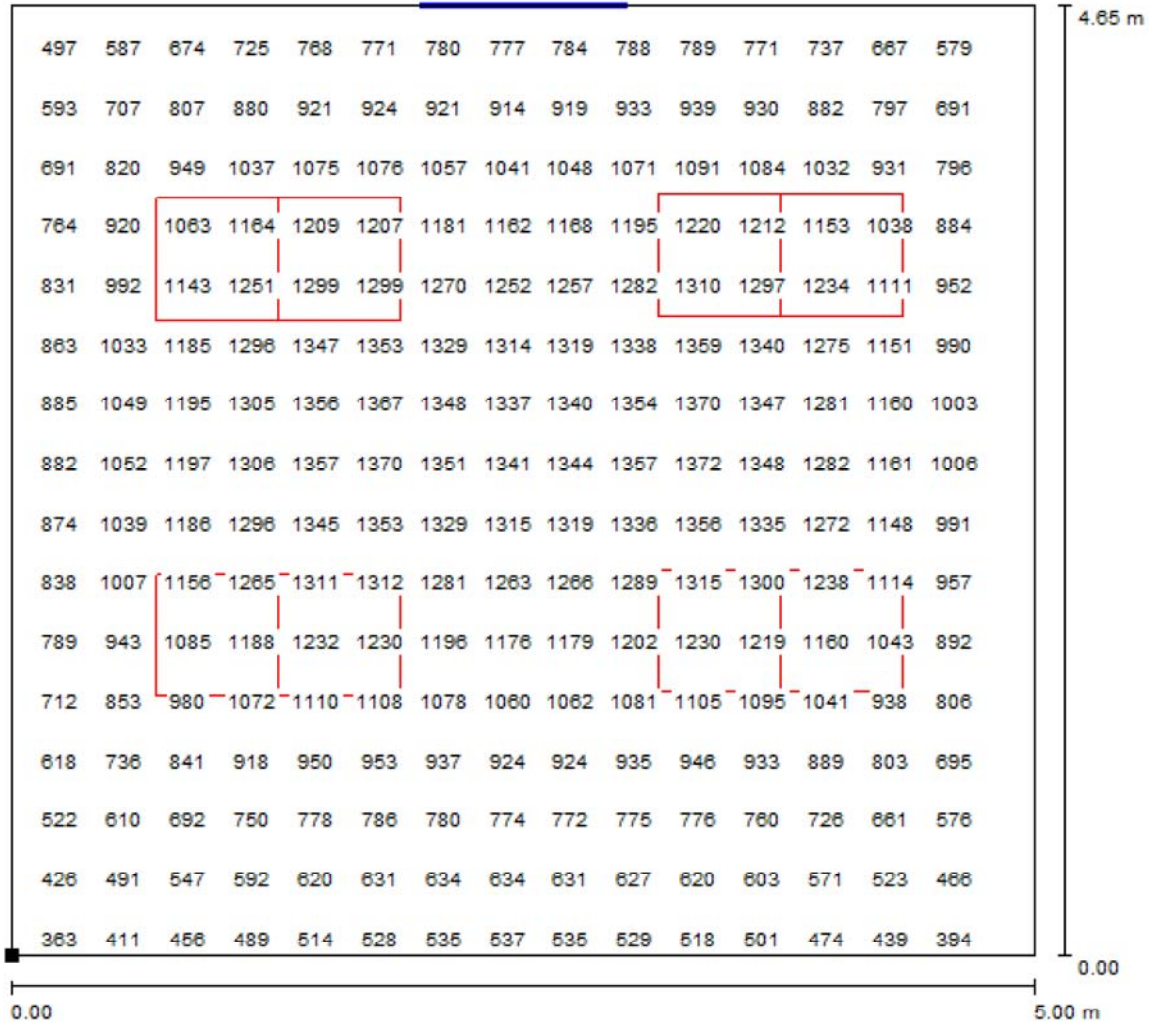 4.65 m
497 587 674 725 768 771 780 777 784 788 789 771 737 667 579
593 707 807 880 921 924 921 914 919 933 939 930 882 797 691
691 820 949 1037 1075 1076 1057 1041 1048 1071 1091 1084 1032 931 796
764 920 1063 1164 1209 1207 1181 1162 1168 1195 1220 1212 1153 1038 884
831 992 1143 1251 1299 1299 1270 1252 1257 1282 1310 1297 1234 1111 952
863 1033 1185 1296 1347 1353 1329 1314 1319 1338 1359 1340 1275 1151 990
885 1049 1195 1305 1356 1367 1348 1337 1340 1354 1370 1347 1281 1160 1003
882 1052 1197 1306 1357 1370 1351 1341 1344 1357 1372 1348 1282 1161 1006
874 1039 1186 1296 1345 1353 1329 1315 1319 1336 1356 1335 1272 1148 991
838 1007 1156 1265 1311 1312 1281 1263 1266 1289 1315 1300 1238 1114 957
789 943 1085 1188 1232 1230 1196 1176 1179 1202 1230 1219 1160 1043 892
712 853 980 1072 1110 1108 1078 1060 1062 1081 1105 1095 1041 938 806
618 736 841 918 950 953 937 924 924 935 946 933 889 803 695
522 610 692 750 778 786 780 774 772 775 776 760 726 661 576
426 491 547 592 620 631 634 634 631 627 620 603 571 523 466
363 411 456 489 514 528 535 537 535 529 518 501 474 439 394
0.00
0.00 5.00 m